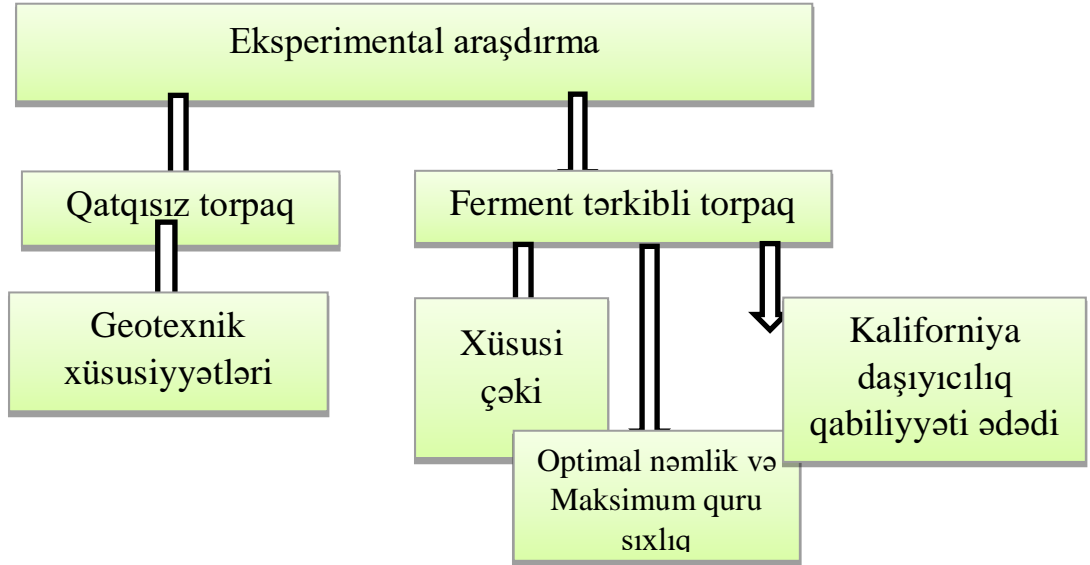 Eksperimental araşdırma
Qatqısız torpaq
Ferment tərkibli torpaq
Geotexnik
xüsusiyyətləri
Xüsusi
çəki
Optimal nəmlik və
Maksimum quru
sıxlıq
Kaliforniya
daşıyıcılıq
qabiliyyəti ədədi